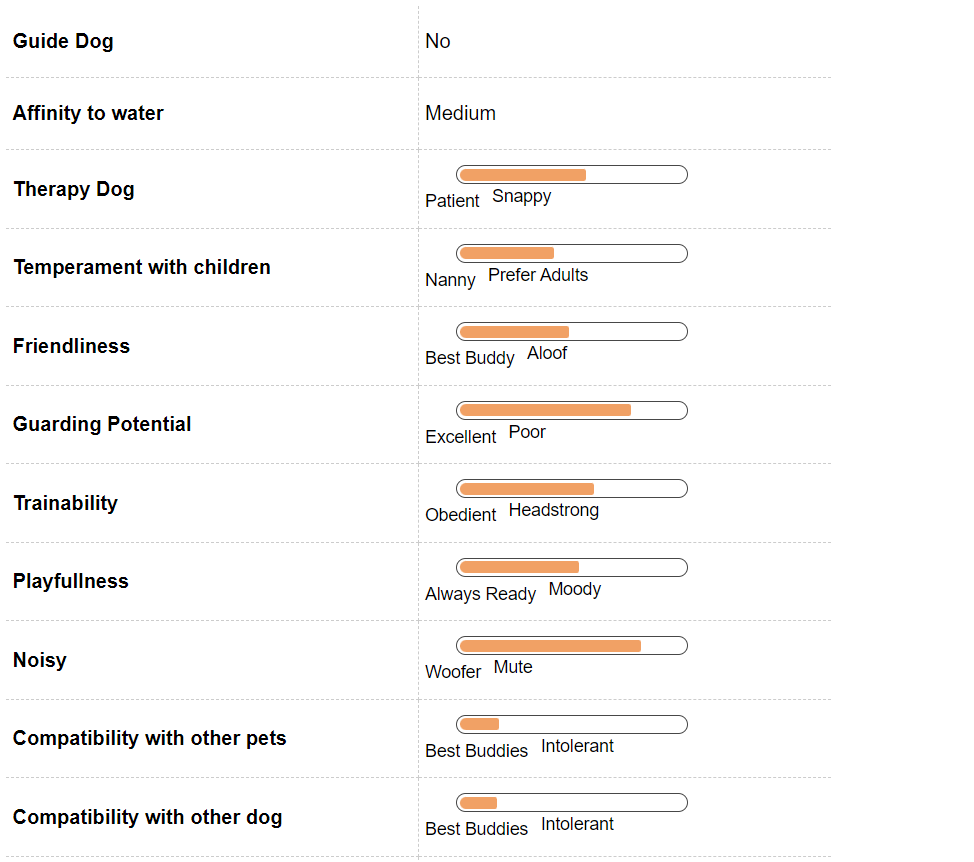 Guide Dog No
Affinity to water Medium
Therapy Dog Patient Snappy
Temperament with children Nanny Prefer Adults
Friendliness Best Buddy Aloof
Guarding Potential Excellent Poor
Trainability Obedient Headstrong
Playfullness Always Ready Moody
Noisy Woofer Mute
Compatibility with other pets Best Buddies Intolerant
Compatibility with other dog Best Buddies Intolerant